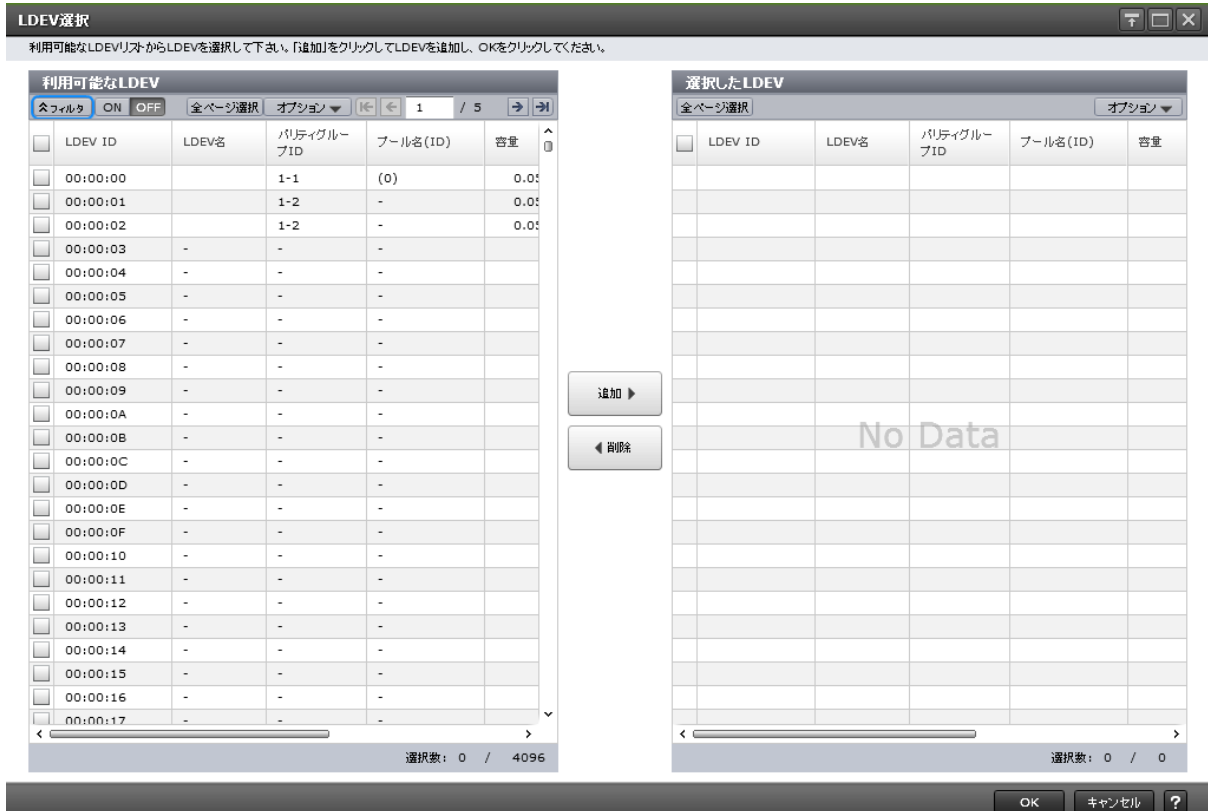 LDEV選択
利用可能なLDEVリストからLDEVを選択して下さい。「追加」をクリックしてLDEVを追加し、OKをクリックしてください。
利用可能なLDEV
フィルタ ON OFF 全ページ選択 オプション 1 / 5
LDEV ID LDEV名 パリティグループID プール名(ID) 容量
00:00:00 1-1 (0) 0.05
00:00:01 1-2 - 0.05
00:00:02 1-2 - 0.05
00:00:03 - - -
00:00:04 - - -
00:00:05 - - -
00:00:06 - - -
00:00:07 - - -
00:00:08 - - -
00:00:09 - - -
00:00:0A - - -
00:00:0B - - -
00:00:0C - - -
00:00:0D - - -
00:00:0E - - -
00:00:0F - - -
00:00:10 - - -
00:00:11 - - -
00:00:12 - - -
00:00:13 - - -
00:00:14 - - -
00:00:15 - - -
00:00:16 - - -
00:00:17 - - -
選択数: 0 / 4096
追加
削除
選択したLDEV
全ページ選択 オプション
LDEV ID LDEV名 パリティグループID プール名(ID) 容量
No Data
選択数: 0 / 0
OK キャンセル ?